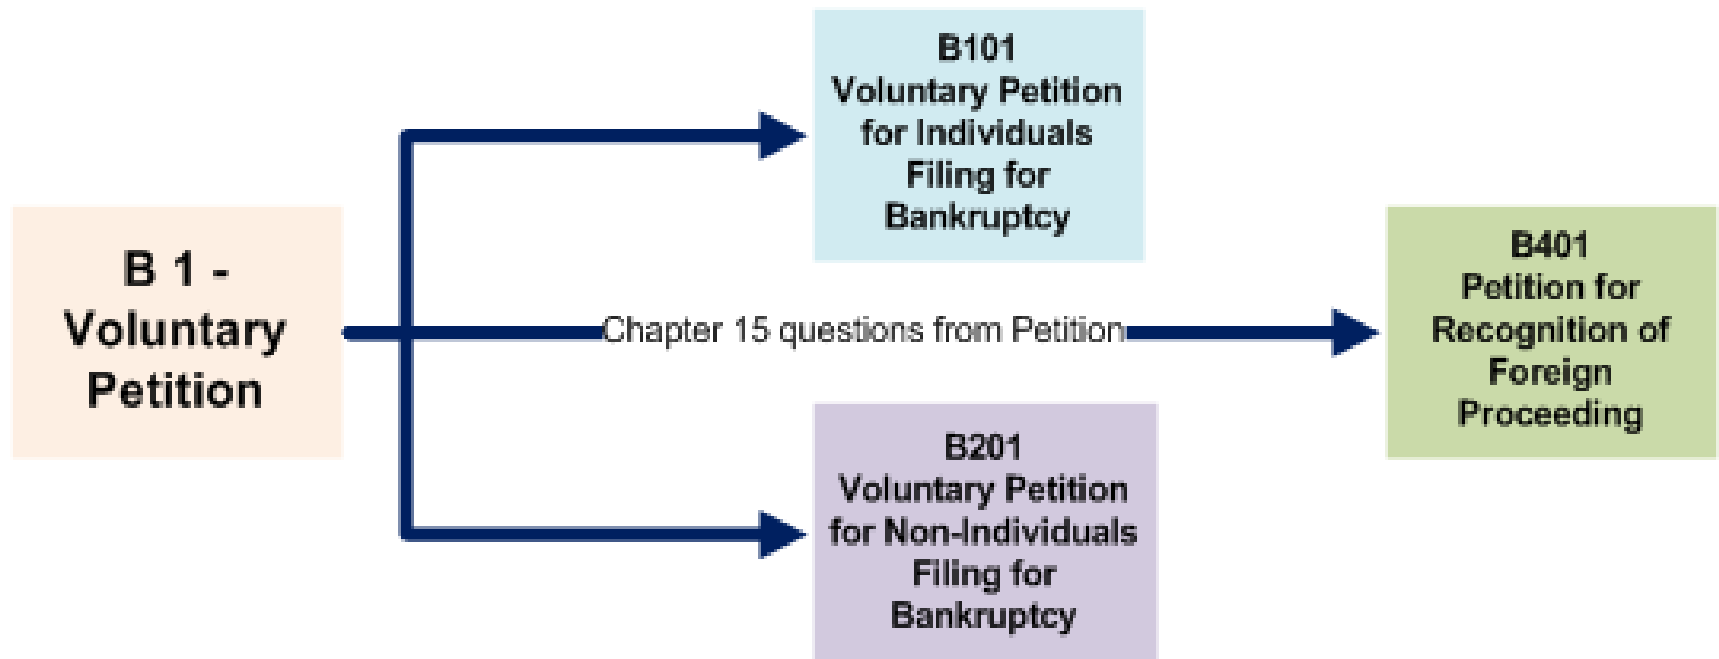 B 1 -
Voluntary
Petition
B101
Voluntary Petition
for Individuals
Filing for
Bankruptcy
Chapter 15 questions from Petition
B201
Voluntary Petition
for Non-Individuals
Filing for
Bankruptcy
B401
Petition for
Recognition of
Foreign
Proceeding